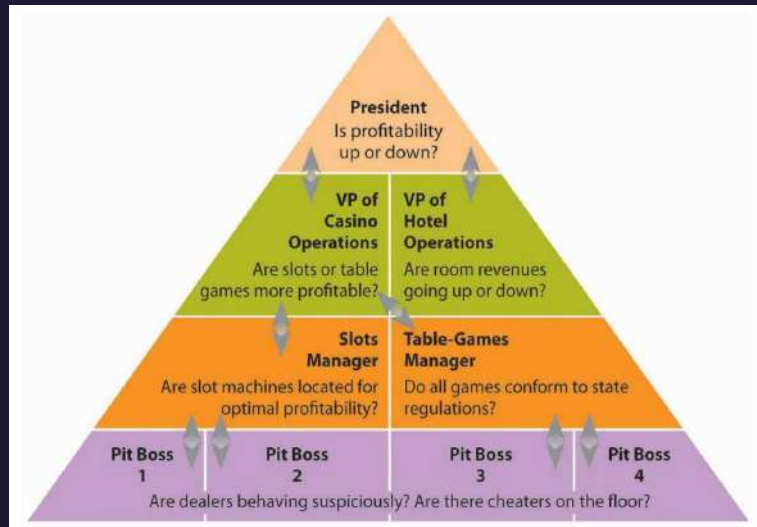 President
Is profitability
up or down?
VP of
Casino
Operations
Are slots or table
games more profitable?
VP of
Hotel
Operations
Are room revenues
going up or down?
Slots
Manager
Are slot machines located for
optimal profitability?
Table-Games
Manager
Do all games conform to state
regulations?
Pit Boss
1
Pit Boss
2
Pit Boss
3
Pit Boss
4
Are dealers behaving suspiciously? Are there cheaters on the floor?